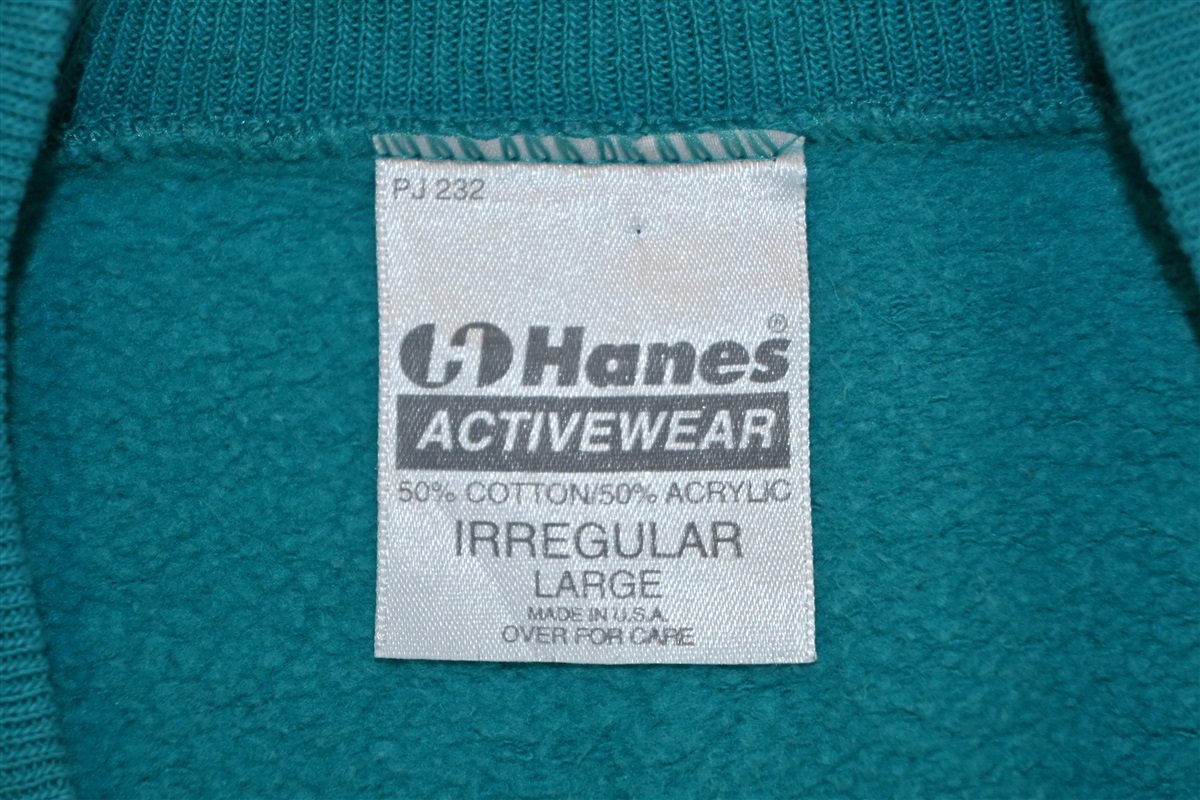 PJ 232
Hanes®
ACTIVEWEAR
50% COTTON/50% ACRYLIC
IRREGULAR
LARGE
MADE IN U.S.A.
OVER FOR CARE